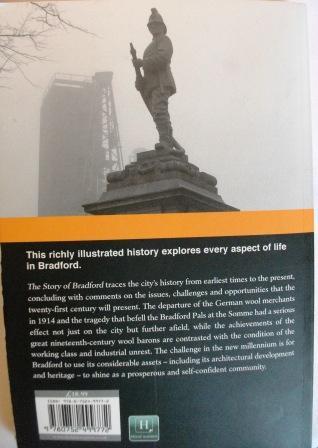 This richly illustrated history explores every aspect of life
in Bradford.
The Story of Bradford traces the city's history from earliest times to the present,
concluding with comments on the issues, challenges and opportunities that the
twenty-first century will present. The departure of the German wool merchants
in 1914 and the tragedy that befell the Bradford Pals at the Somme had a serious
effect not just on the city but further afield, while the achievements of the
great nineteenth-century wool barons are contrasted with the condition of the
working class and industrial unrest. The challenge in the new millennium is for
Bradford to use its considerable assets – including its architectural development
and heritage – to shine as a prosperous and self-confident community.
£18.99
H